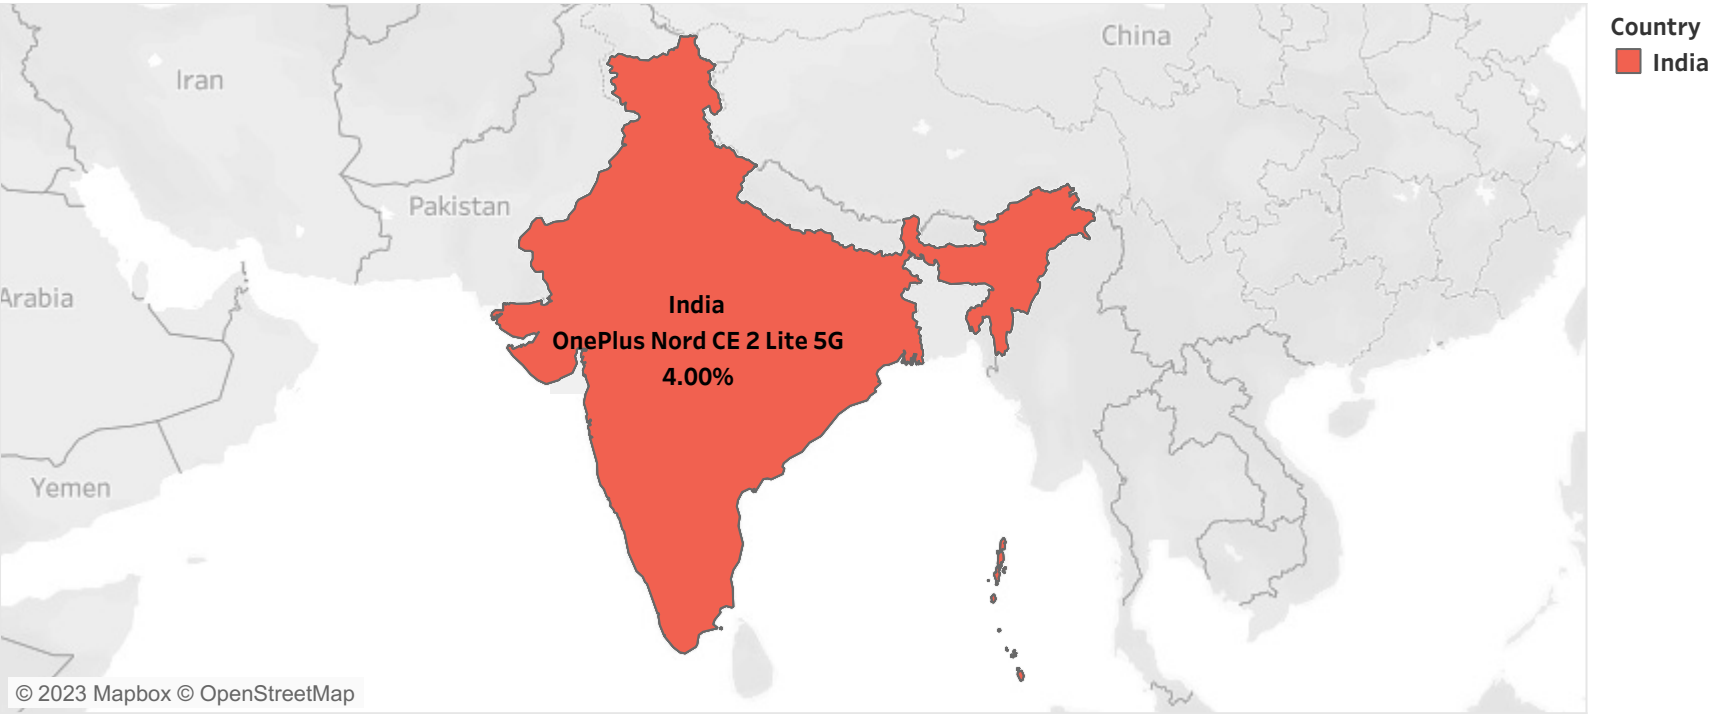 China
Country
India
Iran
Pakistan
Arabia
India
OnePlus Nord CE 2 Lite 5G
4.00%
Yemen
© 2023 Mapbox © OpenStreetMap